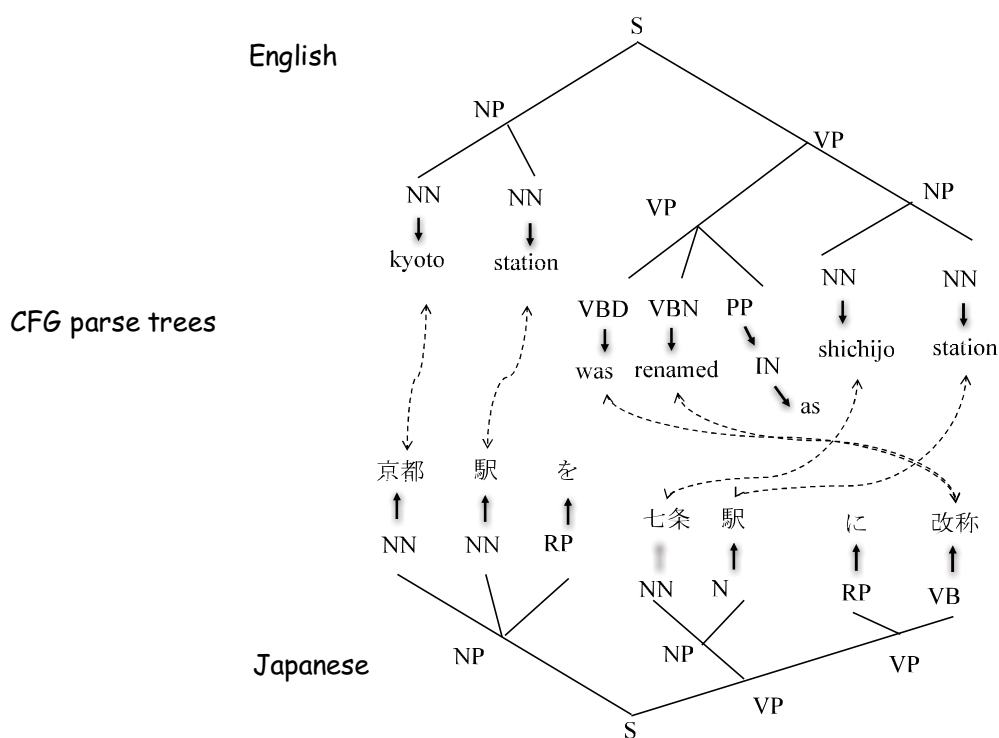 S
English
NP
VP
NN NN NP
VP
kyoto station
NN NN
VBD VBN PP
CFG parse trees
shichijo station
was renamed IN
as
京都 駅 を
七条 駅 に 改称
NN NN RP
NN N RP VB
NP NP VP
Japanese
VP
S